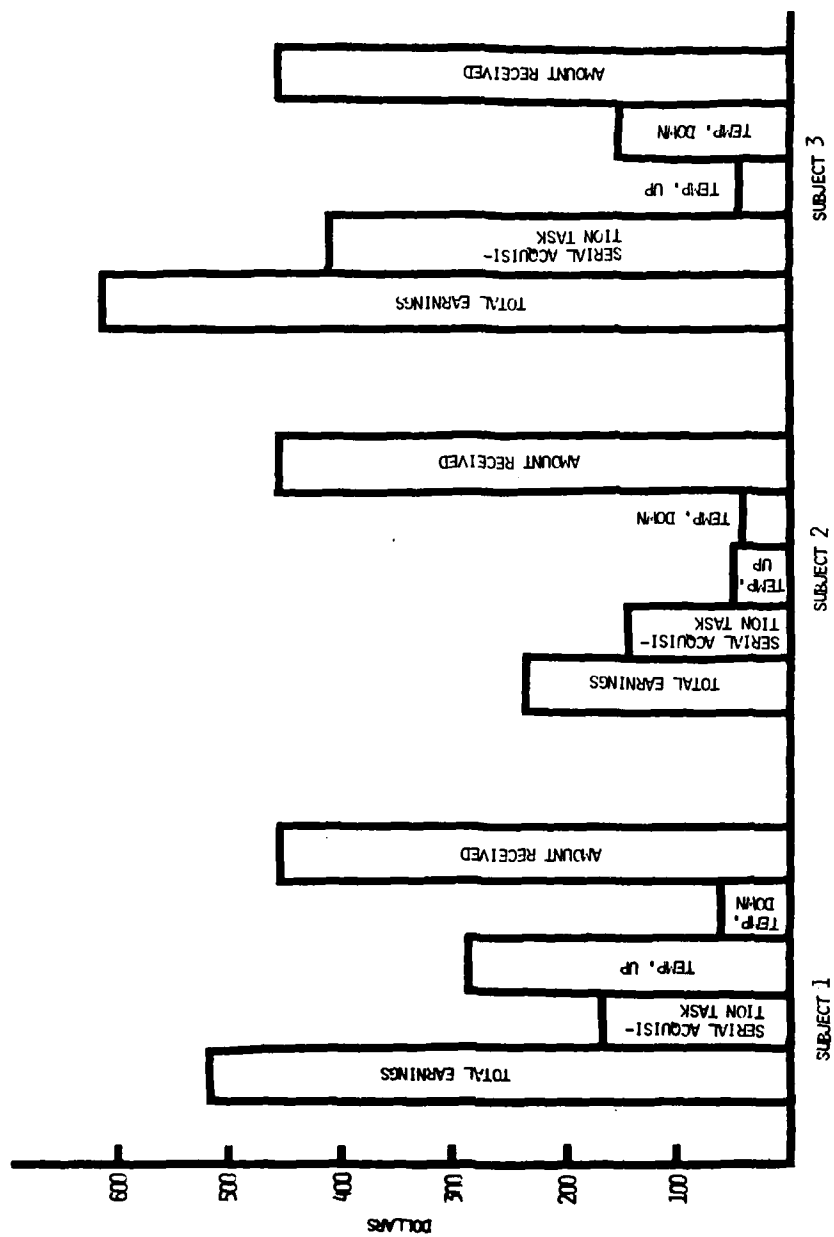 DOLLARS
600
500
400
300
200
100
TOTAL EARNINGS
SERIAL ACQUISI-
TION TASK
TEMP. UP
TEMP.
DOWN
AMOUNT RECEIVED
SUBJECT 1
TOTAL EARNINGS
SERIAL ACQUISI-
TION TASK
TEMP.
UP
TEMP. DOWN
AMOUNT RECEIVED
SUBJECT 2
TOTAL EARNINGS
SERIAL ACQUISI-
TION TASK
TEMP. UP
TEMP. DOWN
AMOUNT RECEIVED
SUBJECT 3